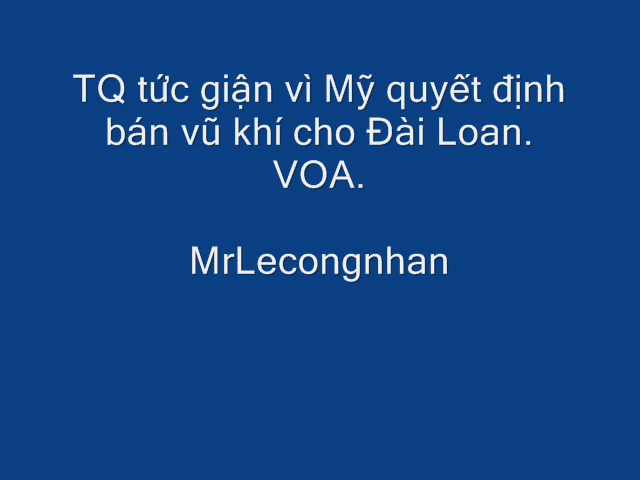 TQ tức giận vì Mỹ quyết định
bán vũ khí cho Đài Loan.
VOA.
MrLecongnhan